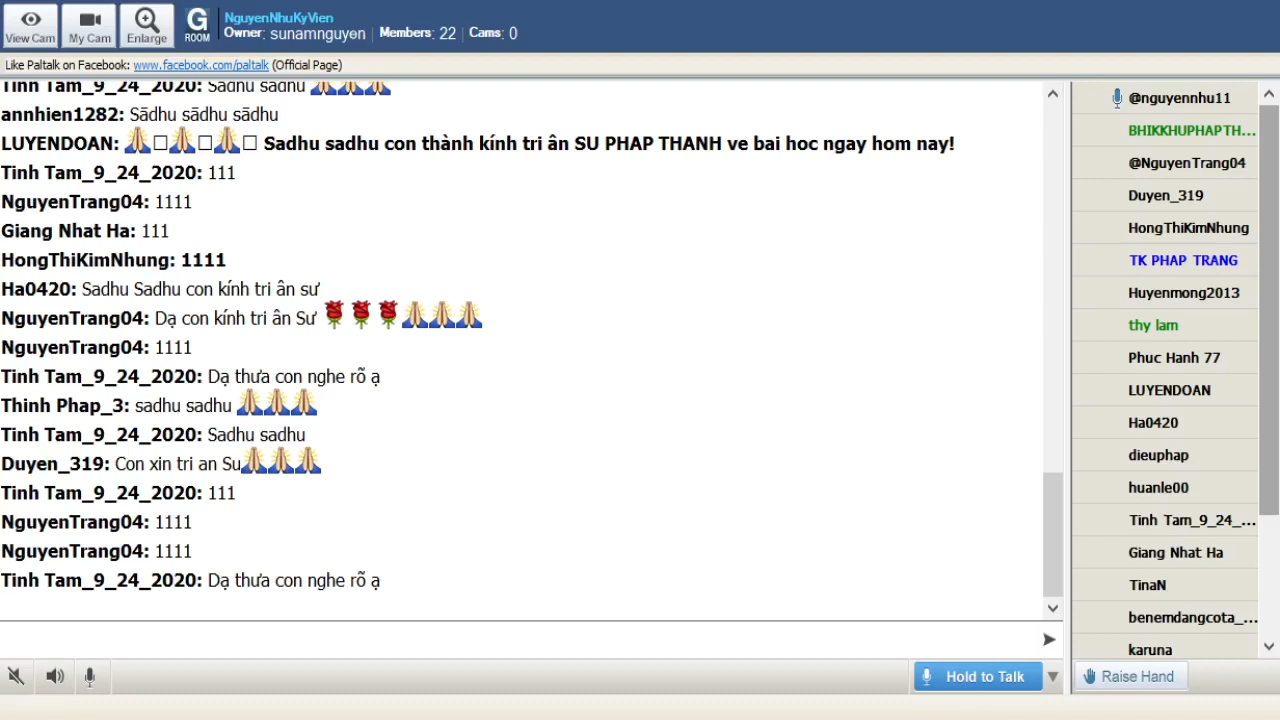 View Cam
My Cam
Enlarge
G
ROOM
NguyenNhuKyVien
Owner: sunamnguyen | Members: 22 | Cams: 0
Like Paltalk on Facebook: www.facebook.com/paltalk (Official Page)
Tinh Tam_9_24_2020: Sadhu sadhu
annhien1282: Sādhu sādhu sādhu
LUYENDOAN: Sadhu sadhu con thành kính tri ân SU PHAP THANH ve bai hoc ngay hom nay!
Tinh Tam_9_24_2020: 111
NguyenTrang04: 1111
Giang Nhat Ha: 111
HongThiKimNhung: 1111
Ha0420: Sadhu Sadhu con kính tri ân sư
NguyenTrang04: Dạ con kính tri ân Sư
NguyenTrang04: 1111
Tinh Tam_9_24_2020: Dạ thưa con nghe rõ ạ
Thinh Phap_3: sadhu sadhu
Tinh Tam_9_24_2020: Sadhu sadhu
Duyen_319: Con xin tri an Su
Tinh Tam_9_24_2020: 111
NguyenTrang04: 1111
NguyenTrang04: 1111
Tinh Tam_9_24_2020: Dạ thưa con nghe rõ ạ
@nguyennhu11
BHIKKHUPHAPTH...
@NguyenTrang04
Duyen_319
HongThiKimNhung
TK PHAP TRANG
Huyenmong2013
thy lam
Phuc Hanh 77
LUYENDOAN
Ha0420
dieuphap
huanle00
Tinh Tam_9_24_...
Giang Nhat Ha
TinaN
benemdangcota_...
karuna
Hold to Talk
Raise Hand